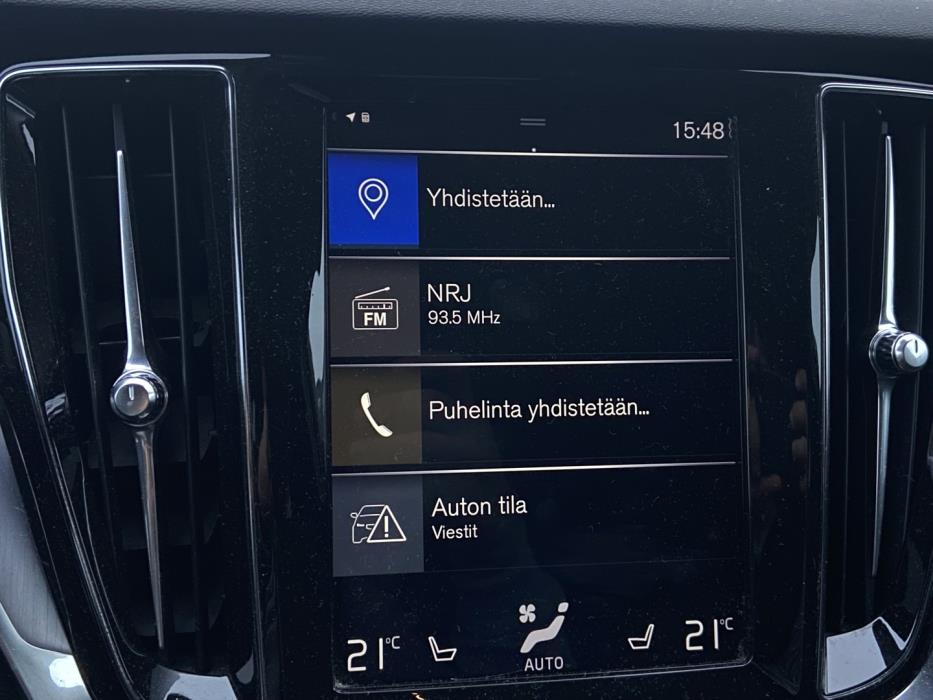 15:48
Yhdistetään...
NRJ
FM
93.5 MHz
Puhelinta yhdistetään...
Auton tila
Viestit
21°C
AUTO
21°C